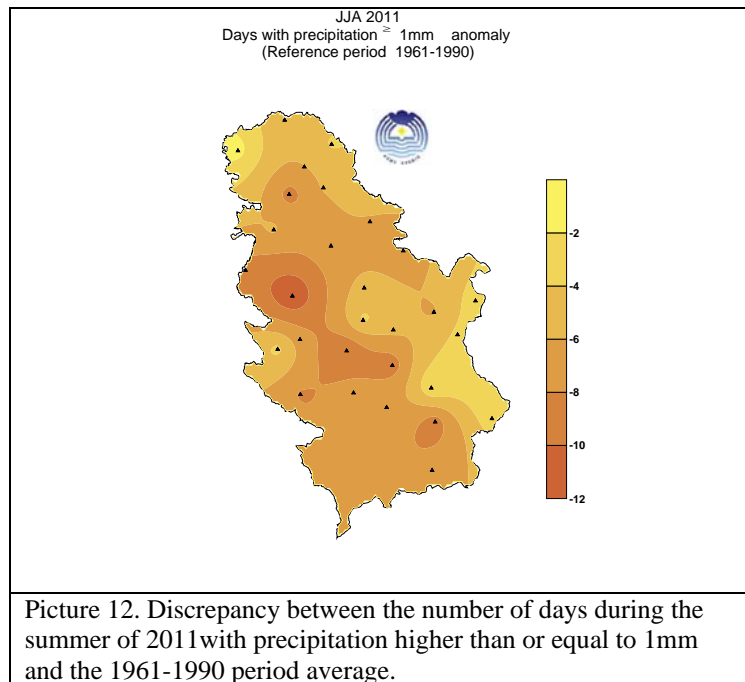 JJA 2011
Days with precipitation ≥ 1mm anomaly
(Reference period 1961-1990)
-2
-4
-6
-8
-10
-12
Picture 12. Discrepancy between the number of days during the
summer of 2011with precipitation higher than or equal to 1mm
and the 1961-1990 period average.